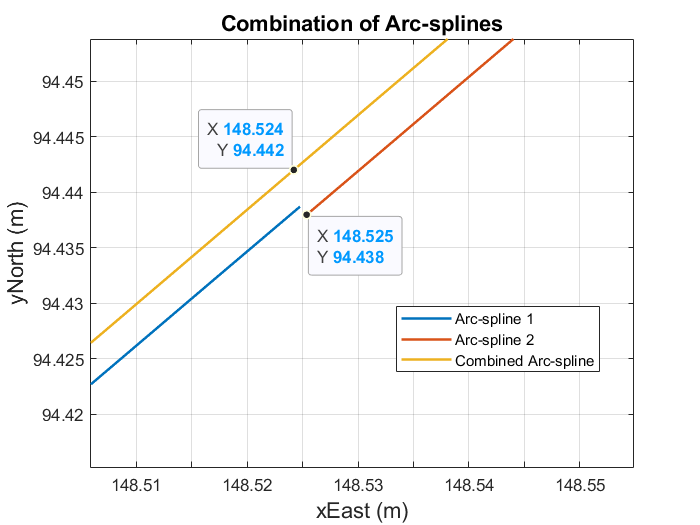 Combination of Arc-splines
94.45
94.445
94.44
94.435
94.43
94.425
94.42
yNorth (m)
X 148.524
Y 94.442
X 148.525
Y 94.438
Arc-spline 1
Arc-spline 2
Combined Arc-spline
148.51
148.52
148.53
148.54
148.55
xEast (m)